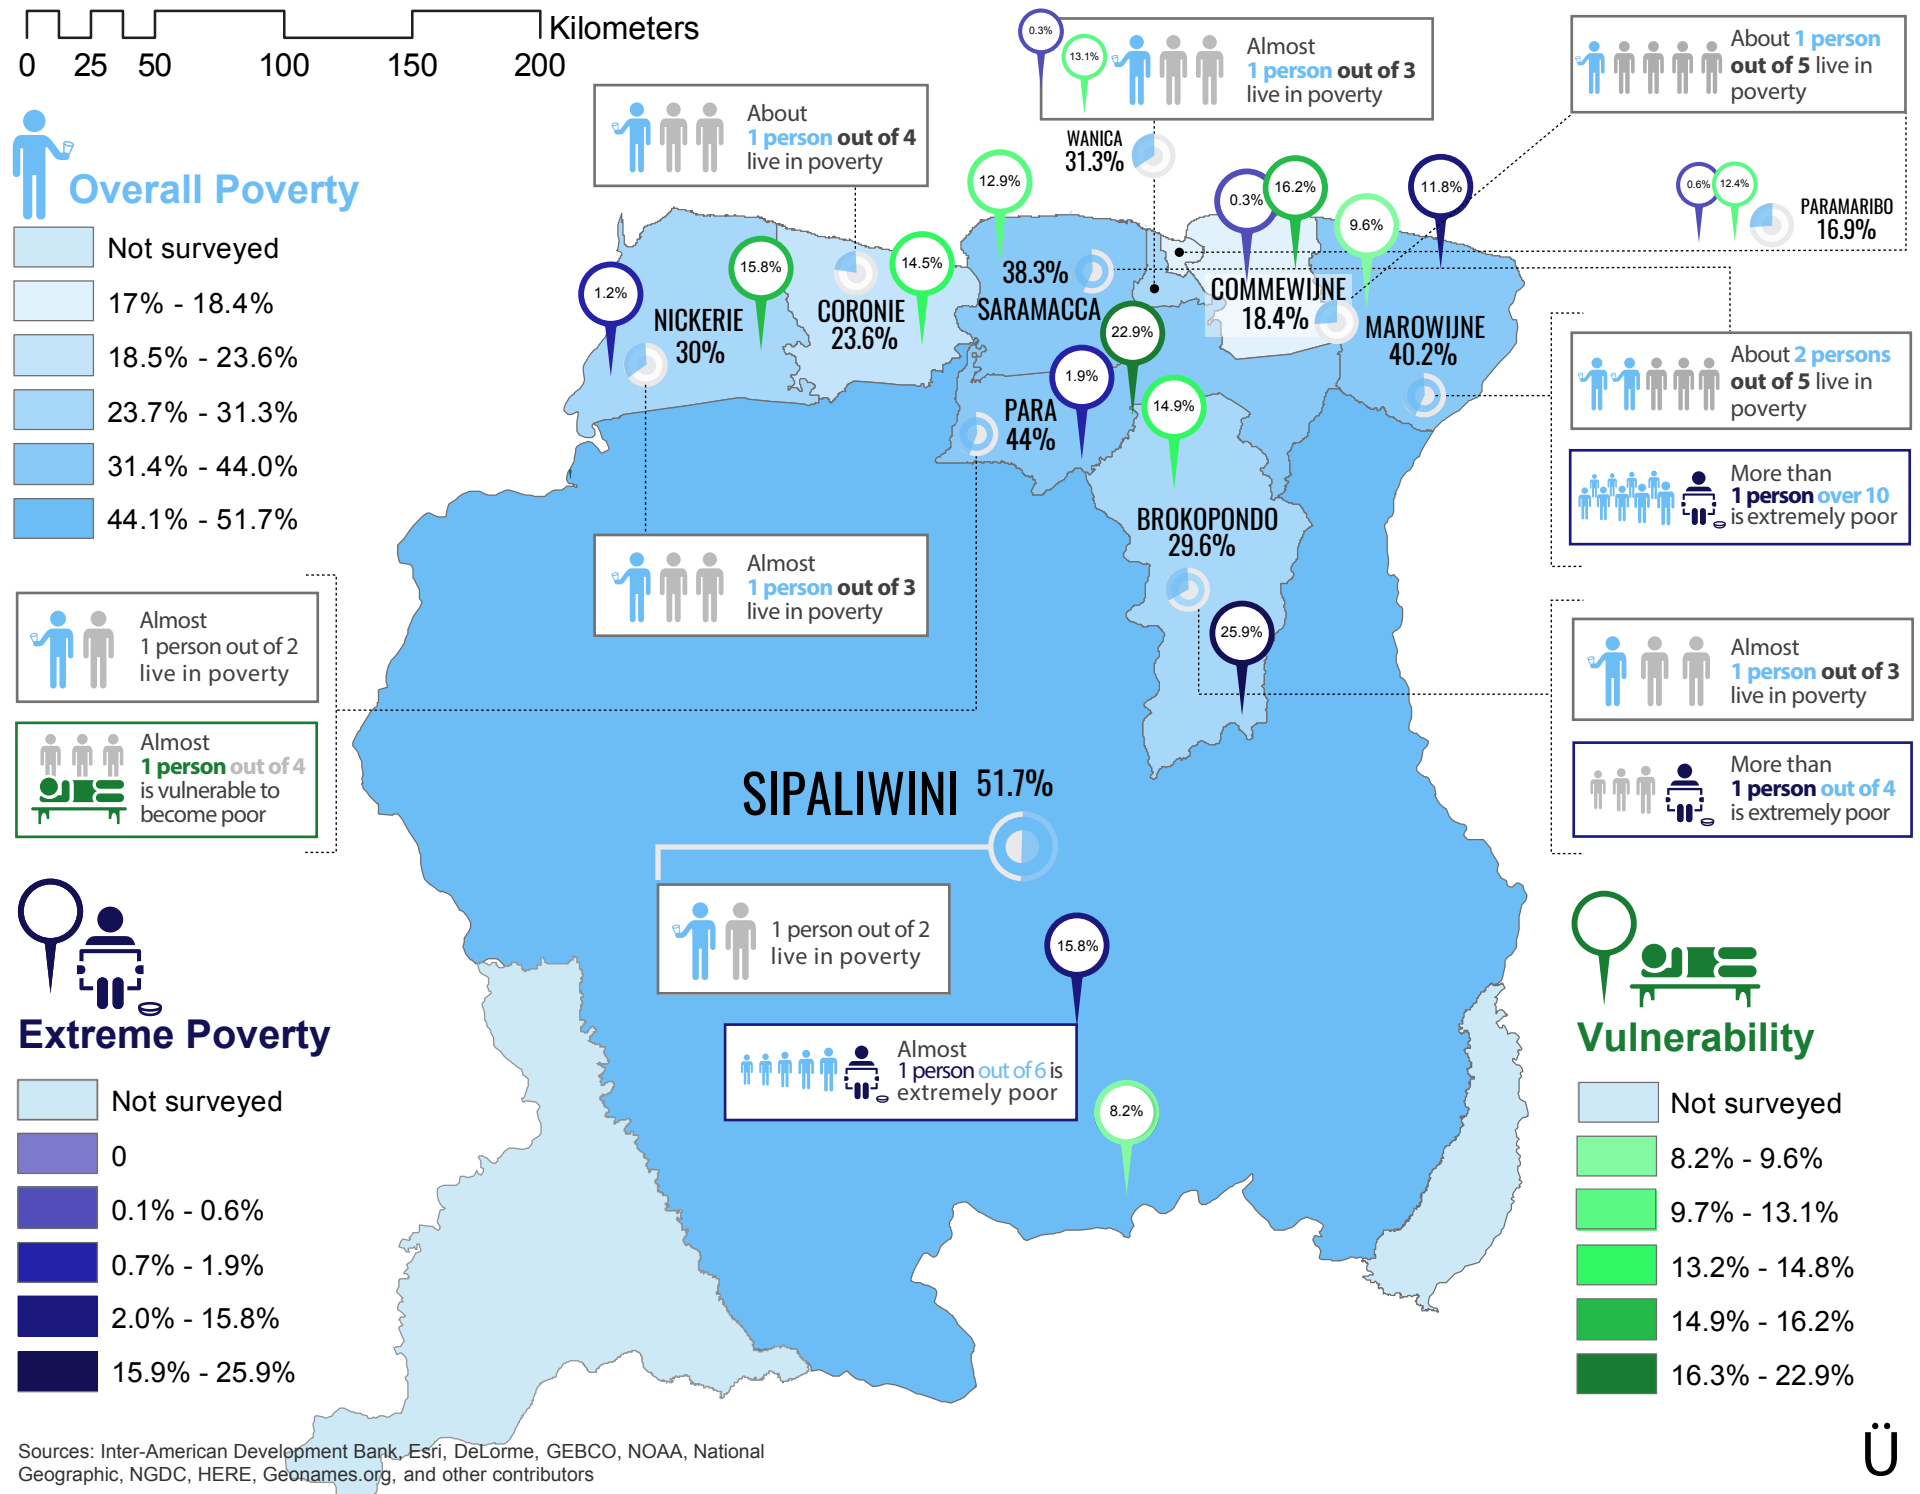 Kilometers
0 25 50 100 150 200
Overall Poverty
Not surveyed
17% - 18.4%
18.5% - 23.6%
23.7% - 31.3%
31.4% - 44.0%
44.1% - 51.7%
About
1 person out of 4
live in poverty
0.3%
13.1%
Almost
1 person out of 3
live in poverty
About 1 person
out of 5 live in
poverty
WANICA
31.3%
12.9%
0.3%
16.2%
9.6%
11.8%
0.6%
12.4%
PARAMARIBO
16.9%
1.2%
15.8%
14.5%
NICKERIE
30%
CORONIE
23.6%
38.3%
SARAMACCA
COMMEWIJNE
18.4%
MAROWIJNE
40.2%
22.9%
1.9%
14.9%
PARA
44%
About 2 persons
out of 5 live in
poverty
More than
1 person over 10
is extremely poor
BROKOPONDO
29.6%
25.9%
Almost
1 person out of 3
live in poverty
Almost
1 person out of 2
live in poverty
Almost
1 person out of 4
is vulnerable to
become poor
Almost
1 person out of 3
live in poverty
More than
1 person out of 4
is extremely poor
SIPALIWINI 51.7%
1 person out of 2
live in poverty
15.8%
Almost
1 person out of 6 is
extremely poor
8.2%
Extreme Poverty
Not surveyed
0
0.1% - 0.6%
0.7% - 1.9%
2.0% - 15.8%
15.9% - 25.9%
Vulnerability
Not surveyed
8.2% - 9.6%
9.7% - 13.1%
13.2% - 14.8%
14.9% - 16.2%
16.3% - 22.9%
Sources: Inter-American Development Bank, Esri, DeLorme, GEBCO, NOAA, National
Geographic, NGDC, HERE, Geonames.org, and other contributors
Ü